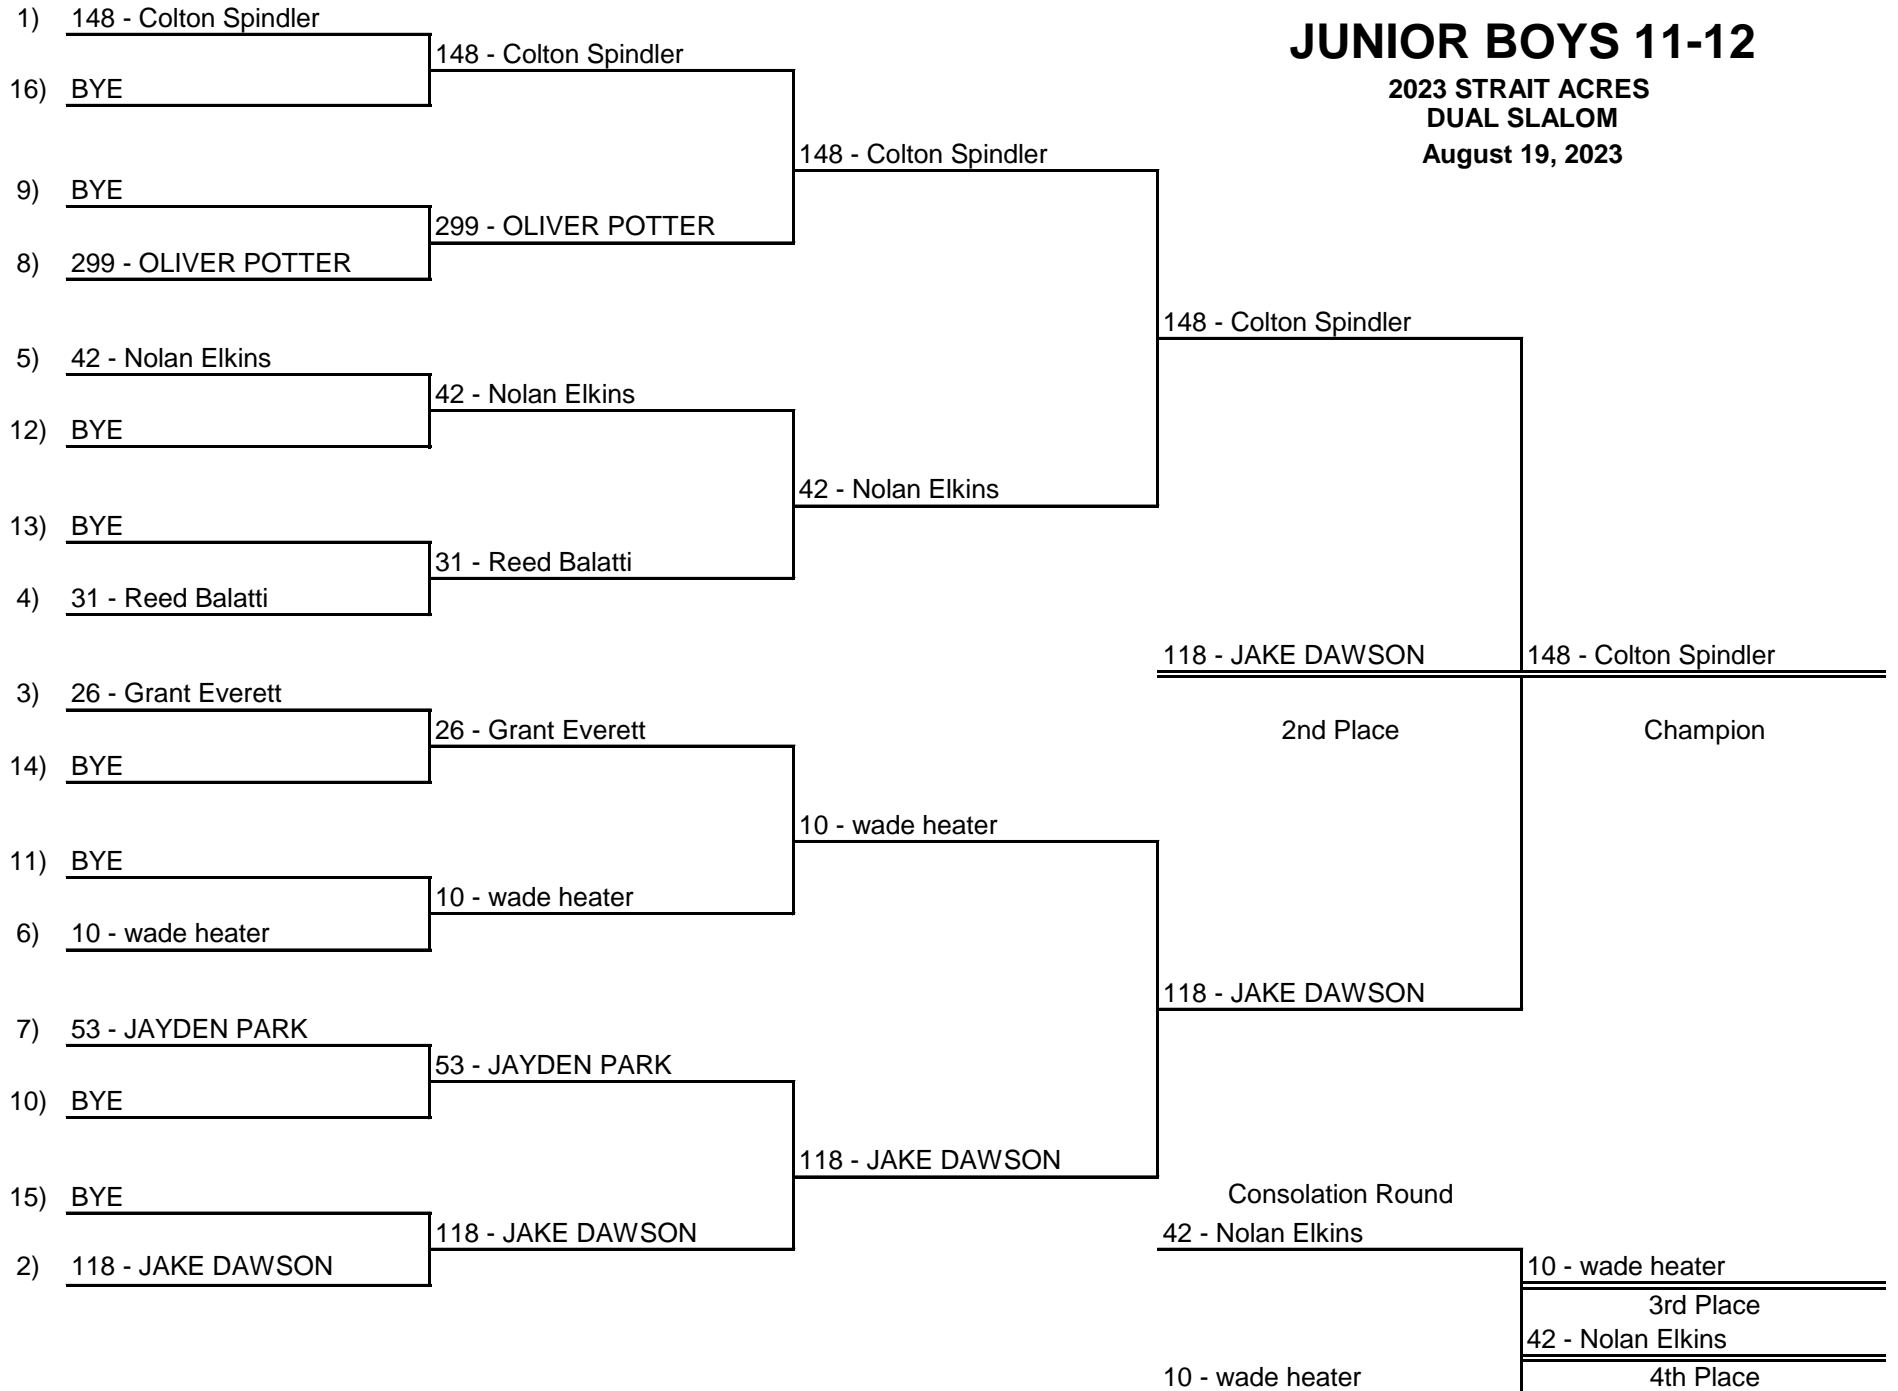 JUNIOR BOYS 11-12
2023 STRAIT ACRES
DUAL SLALOM
August 19, 2023
1) 148 - Colton Spindler
148 - Colton Spindler
16) BYE
148 - Colton Spindler
9) BYE
299 - OLIVER POTTER
8) 299 - OLIVER POTTER
148 - Colton Spindler
5) 42 - Nolan Elkins
42 - Nolan Elkins
12) BYE
42 - Nolan Elkins
13) BYE
31 - Reed Balatti
4) 31 - Reed Balatti
118 - JAKE DAWSON 148 - Colton Spindler
3) 26 - Grant Everett
26 - Grant Everett
2nd Place Champion
14) BYE
10 - wade heater
11) BYE
10 - wade heater
6) 10 - wade heater
118 - JAKE DAWSON
7) 53 - JAYDEN PARK
53 - JAYDEN PARK
10) BYE
118 - JAKE DAWSON
15) BYE
Consolation Round
118 - JAKE DAWSON
42 - Nolan Elkins
2) 118 - JAKE DAWSON
10 - wade heater
3rd Place
42 - Nolan Elkins
10 - wade heater
4th Place